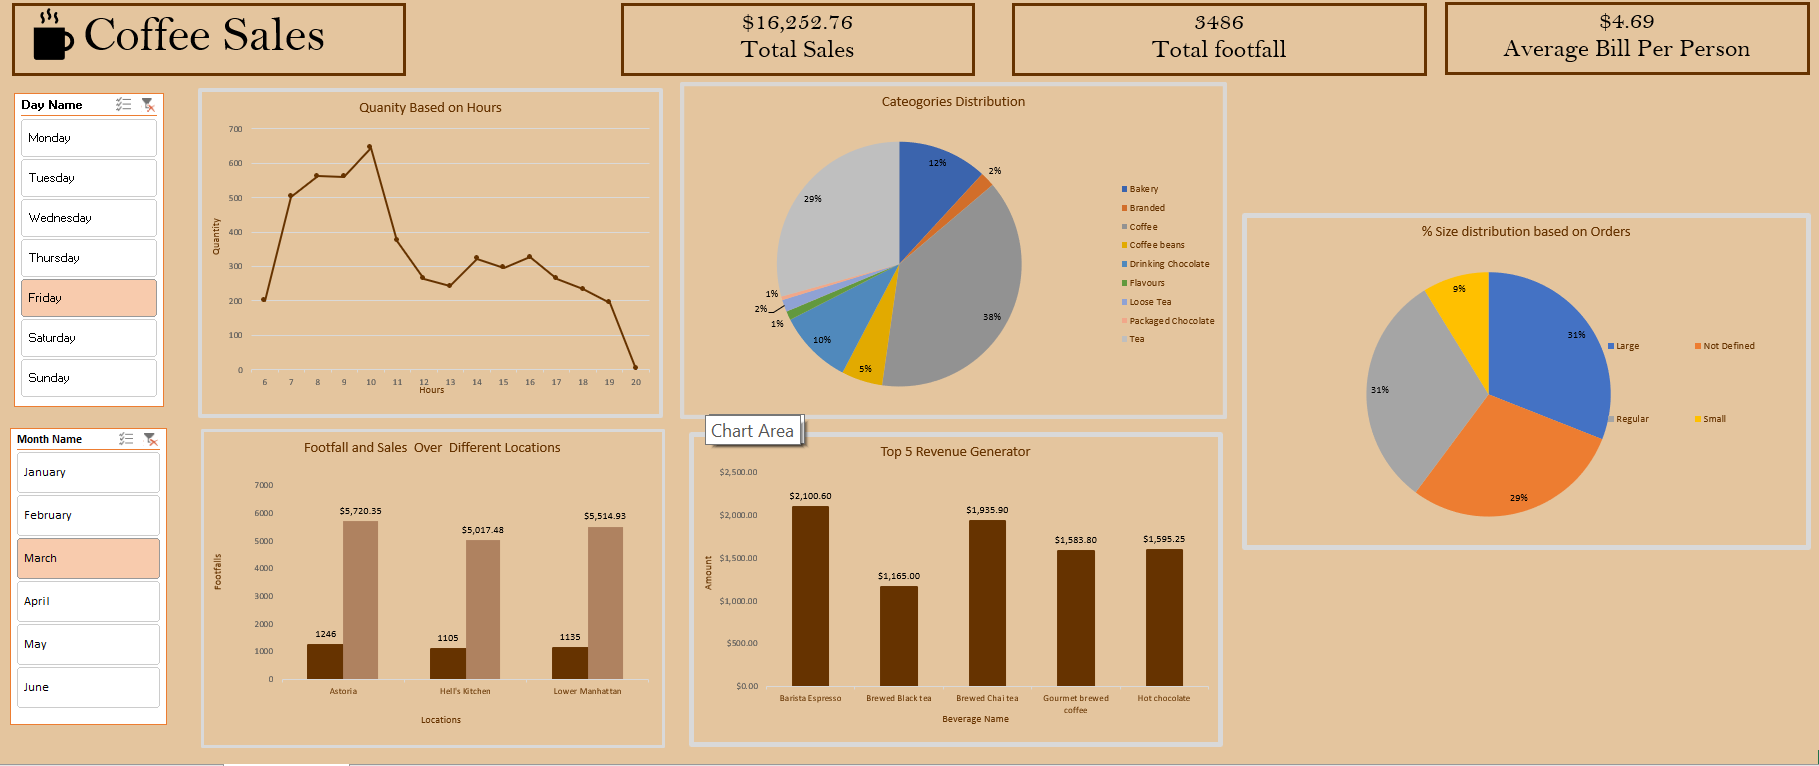 Coffee Sales
$16,252.76
Total Sales
3486
Total footfall
$4.69
Average Bill Per Person
Day Name
Monday
Tuesday
Wednesday
Thursday
Friday
Saturday
Sunday
Month Name
January
February
March
April
May
June
Quanity Based on Hours
Quantity
700
600
500
400
300
200
100
0
6 7 8 9 10 11 12 13 14 15 16 17 18 19 20
Hours
Cateogories Distribution
12%
2%
38%
5%
10%
1%
2%
1%
29%
Bakery
Branded
Coffee
Coffee beans
Drinking Chocolate
Flavours
Loose Tea
Packaged Chocolate
Tea
% Size distribution based on Orders
31%
29%
31%
9%
Large
Not Defined
Regular
Small
Footfall and Sales Over Different Locations
Footfalls
7000
6000
5000
4000
3000
2000
1000
0
1246
$5,720.35
1105
$5,017.48
1135
$5,514.93
Astoria
Hell's Kitchen
Lower Manhattan
Locations
Chart Area
Top 5 Revenue Generator
Amount
$2,500.00
$2,000.00
$1,500.00
$1,000.00
$500.00
$0.00
$2,100.60
$1,165.00
$1,935.90
$1,583.80
$1,595.25
Barista Espresso
Brewed Black tea
Brewed Chai tea
Gourmet brewed
coffee
Hot chocolate
Beverage Name